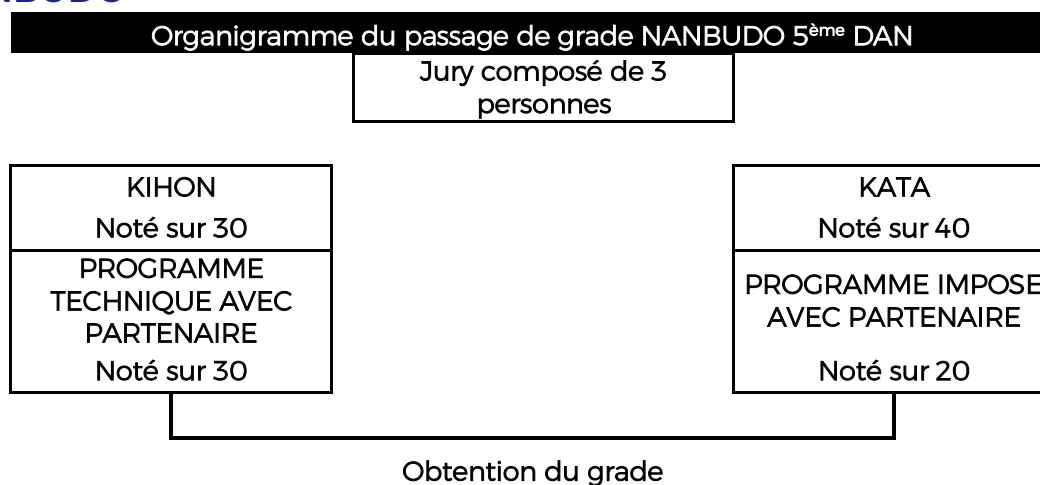 Organigramme du passage de grade NANBUDO 5ème DAN
Jury composé de 3
personnes
KIHON
Noté sur 30
PROGRAMME
TECHNIQUE AVEC
PARTENAIRE
Noté sur 30
KATA
Noté sur 40
PROGRAMME IMPOSE
AVEC PARTENAIRE
Noté sur 20
Obtention du grade